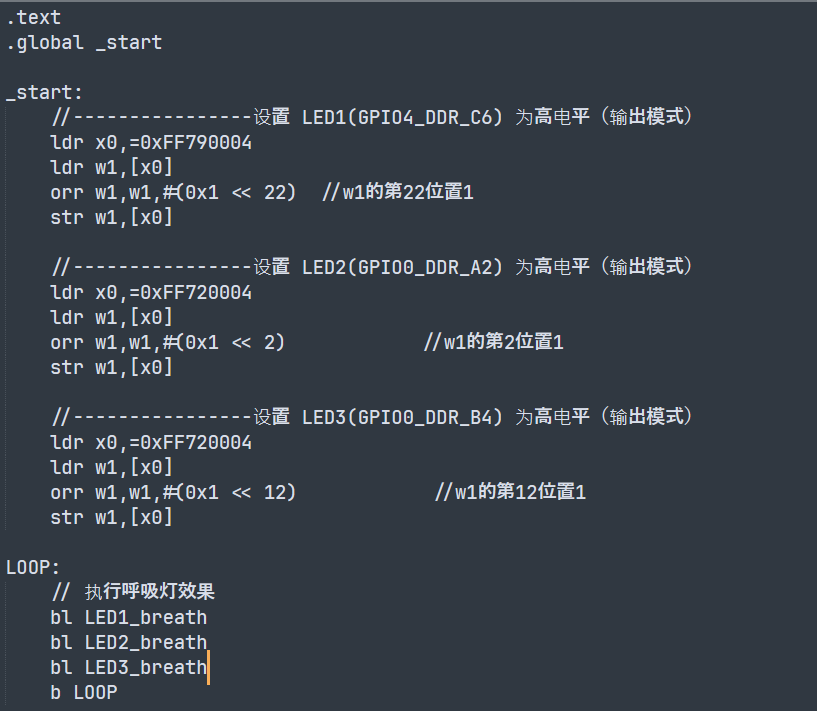 .text
.global _start
_start:
//----------------设置 LED1(GPIO4_DDR_C6) 为高电平（输出模式）
ldr x0,=0xFF790004
ldr w1,[x0]
orr w1,w1,#(0x1 << 22)  //w1的第22位置1
str w1,[x0]
//----------------设置 LED2(GPIO0_DDR_A2) 为高电平（输出模式）
ldr x0,=0xFF720004
ldr w1,[x0]
orr w1,w1,#(0x1 << 2)            //w1的第2位置1
str w1,[x0]
//----------------设置 LED3(GPIO0_DDR_B4) 为高电平（输出模式）
ldr x0,=0xFF720004
ldr w1,[x0]
orr w1,w1,#(0x1 << 12)            //w1的第12位置1
str w1,[x0]
LOOP:
// 执行呼吸灯效果
bl LED1_breath
bl LED2_breath
bl LED3_breath
b LOOP